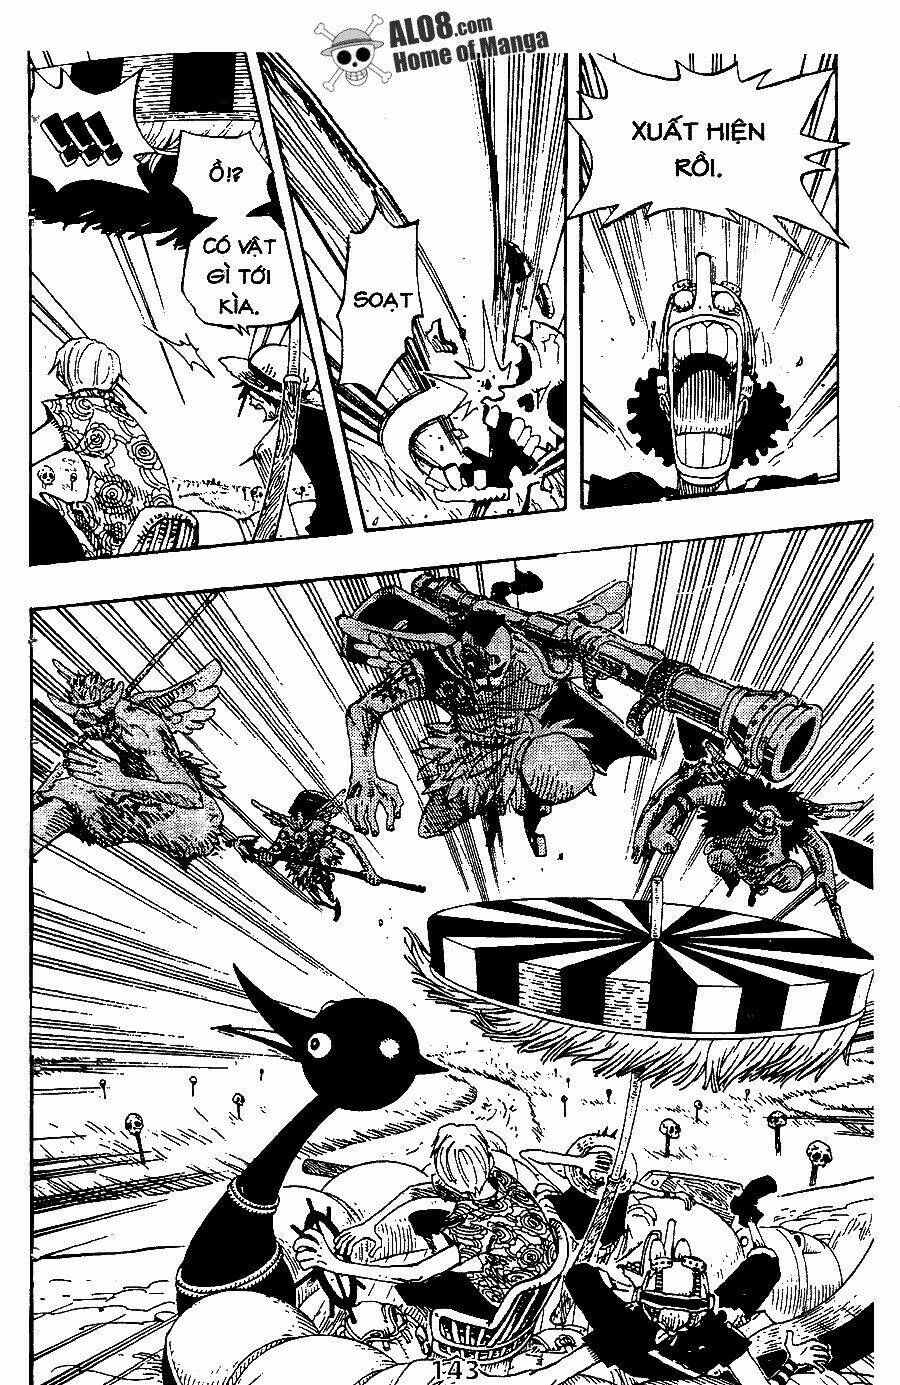 ALO8.com
Home of Manga
XUẤT HIỆN
RỒI.
SOẠT
Ồ!?
CÓ VẬT
GÌ TỚI
KÌA.
!!!
143